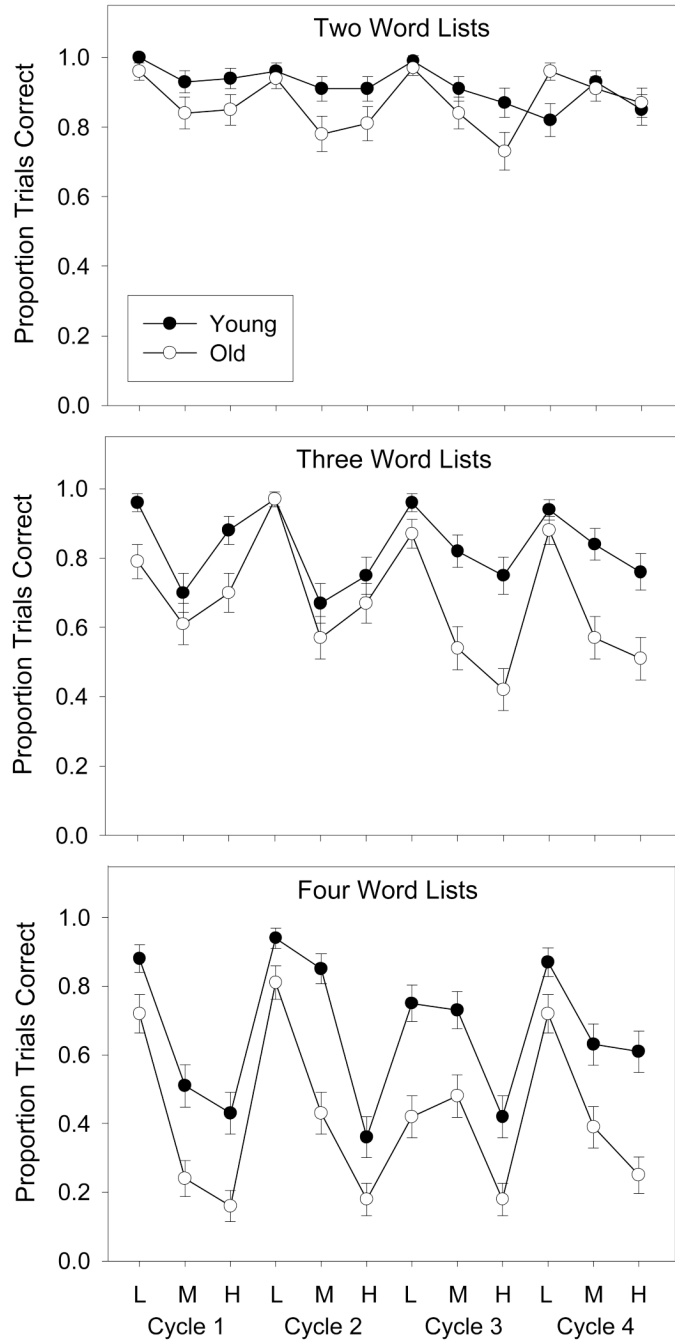 Two Word Lists
Proportion Trials Correct
1.0
0.8
0.6
0.4
0.2
0.0
Young
Old
Three Word Lists
Proportion Trials Correct
1.0
0.8
0.6
0.4
0.2
0.0
Four Word Lists
Proportion Trials Correct
1.0
0.8
0.6
0.4
0.2
0.0
L M H L M H L M H L M H
Cycle 1 Cycle 2 Cycle 3 Cycle 4